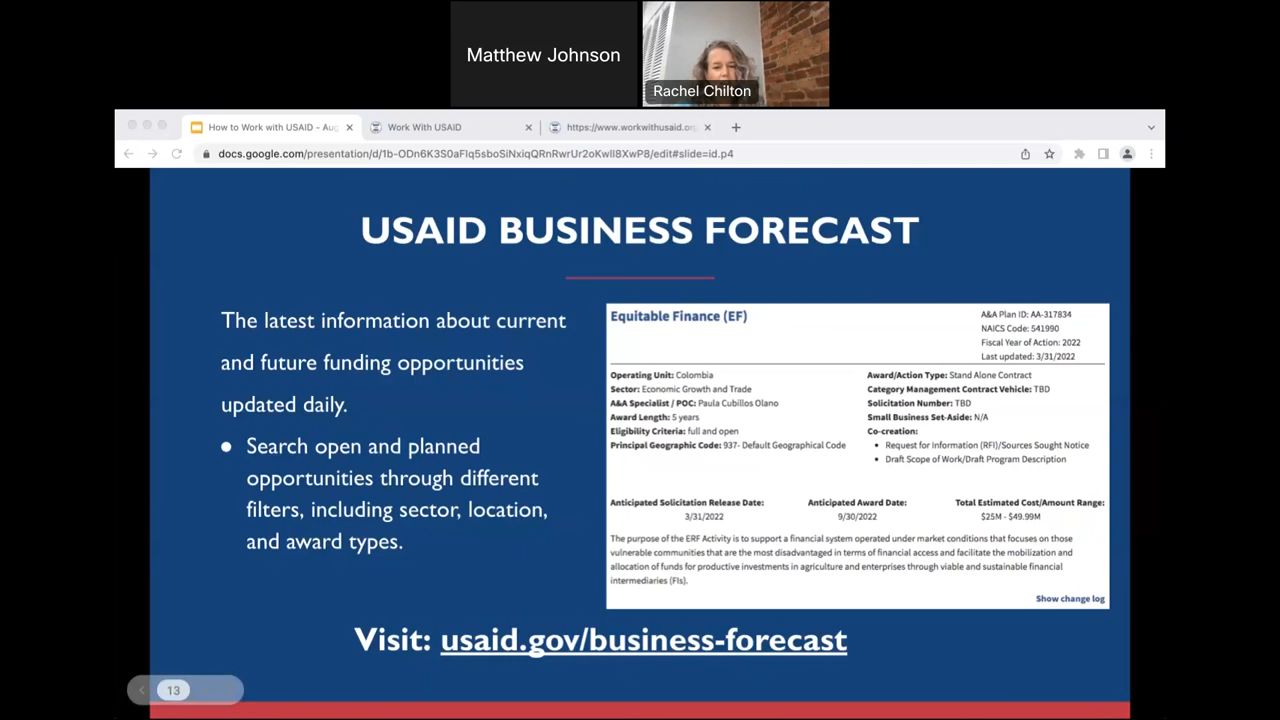 Matthew Johnson
Rachel Chilton
How to Work with USAID - Aug
Work With USAID
https://www.workwithusaid.or
docs.google.com/presentation/d/1b-ODn6K3S0aFIq5sboSiNxiqQRnRwrUr2oKwlI8XwP8/edit#slide=id.p4
USAID BUSINESS FORECAST
The latest information about current
and future funding opportunities
updated daily.
● Search open and planned
opportunities through different
filters, including sector, location,
and award types.
Equitable Finance (EF)
A&A Plan ID: AA-317834
NAICS Code: 541990
Fiscal Year of Action: 2022
Last updated: 3/31/2022
Operating Unit: Colombia
Sector: Economic Growth and Trade
A&A Specialist / POC: Paula Cubillos Olano
Award Length: 5 years
Eligibility Criteria: full and open
Principal Geographic Code: 937- Default Geographical Code
Award/Action Type: Stand Alone Contract
Category Management Contract Vehicle: TBD
Solicitation Number: TBD
Small Business Set-Aside: N/A
Co-creation:
• Request for Information (RFI)/Sources Sought Notice
• Draft Scope of Work/Draft Program Description
Anticipated Solicitation Release Date: Anticipated Award Date: Total Estimated Cost/Amount Range:
3/31/2022 9/30/2022 $25M - $49.99M
The purpose of the ERF Activity is to support a financial system operated under market conditions that focuses on those
vulnerable communities that are the most disadvantaged in terms of financial access and facilitate the mobilization and
allocation of funds for productive investments in agriculture and enterprises through viable and sustainable financial
intermediaries (FIs).
Show change log
Visit: usaid.gov/business-forecast
13